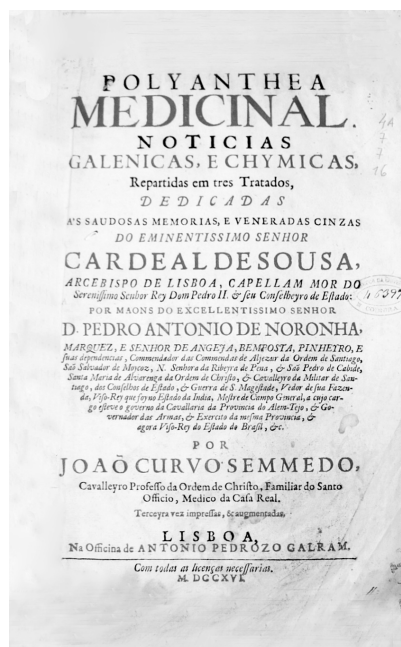 POLYANTHEA
MEDICINAL.
NOTICIAS
GALENICAS, E CHYMICAS,
Repartidas em tres Tratados,
DEDICADAS
A'S SAUDOSAS MEMORIAS, E VENERADAS CINZAS
DO EMINENTISSIMO SENHOR
CARDEAL DE SOUSA,
ARCEBISPO DE LISBOA, CAPELLAM MOR DO
Sereniſſimo Senhor Rey Dom Pedro II. & ſeu Conſelheyro de Eſtado:
POR MAONS DO EXCELLENTISSIMO SENHOR
D. PEDRO ANTONIO DE NORONHA,
MARQUEZ, E SENHOR DE ANGEJA, BEMPOSTA, PINHEYRO, E
ſuas dependencias, Commendador das Commendas de Aljezur da Ordem de Santiago,
Saõ Salvador de Mayorz, N. Senhora da Ribeyra de Pena, & Saõ Pedro de Calvide,
Santa Maria de Alvarenga da Ordem de Chriſto, & Cavalleyro da Militar de San-
tiago, dos Conſelhos de Eſtado, & Guerra de S. Mageſtade, Védor de ſua Fazen-
da, Viſo-Rey que foy no Eſtado da India, Meſtre de Campo General, a cujo car-
go eſteve o governo da Cavallaria da Provincia do Alem-Tejo, & Go-
vernador das Armas, & Exercito da meſma Provincia, &
agora Viſo-Rey do Eſtado do Braſil, &c.
POR
JOAÕ CURVO SEMMEDO,
Cavalleyro Profeſſo da Ordem de Chriſto, Familiar do Santo
Officio, Medico da Caſa Real.
Terceyra vez impreſſas, & augmentadas,
LISBOA,
Na Officina de ANTONIO PEDROZO GALRAM.
Com todas as licenças neceſſarias.
M. DCCXVI.